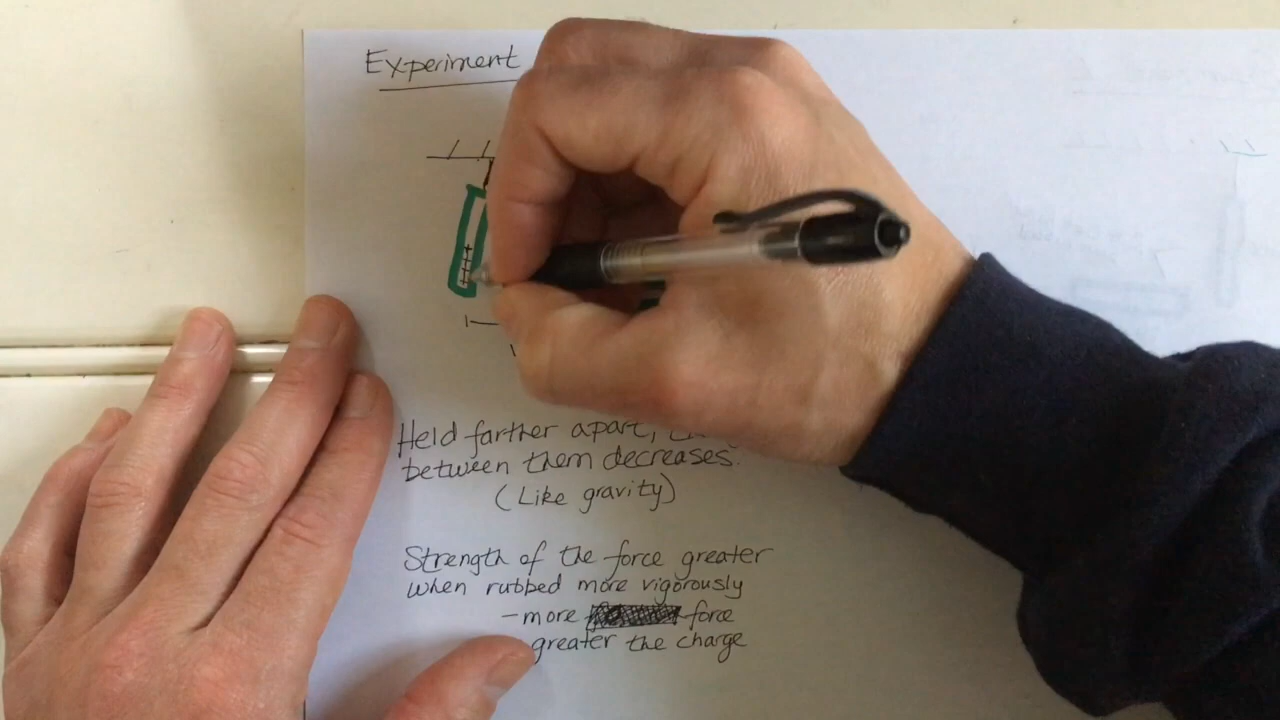 Experiment
Held farther apart,
between them decreases.
(Like gravity)
Strength of the force greater
when rubbed more vigorously
- more force
greater the charge